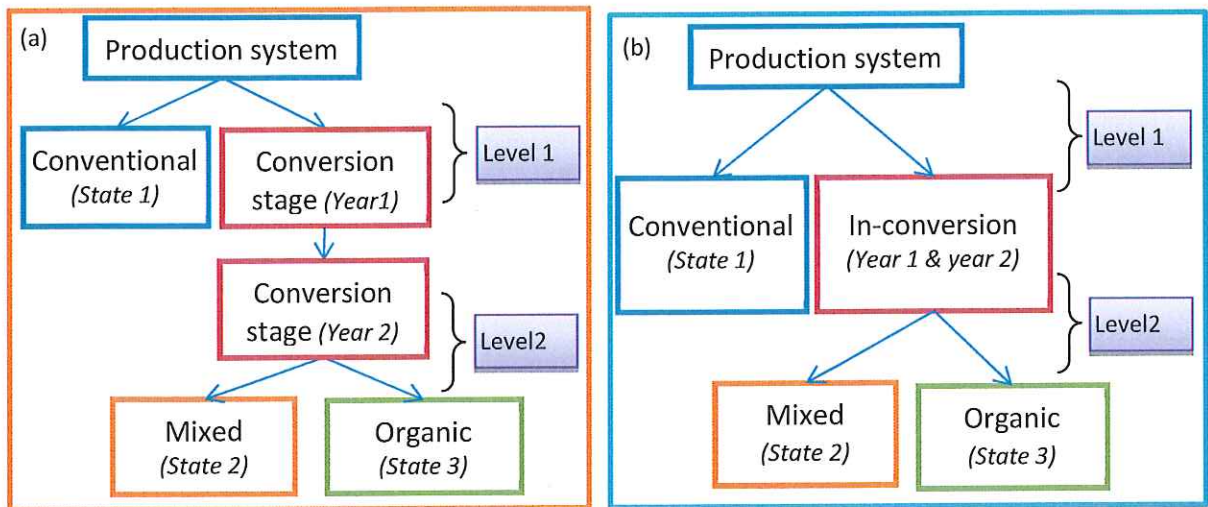 (a)
Production system
Conventional
(State 1)
Conversion
stage (Year1)
Level 1
Conversion
stage (Year 2)
Level2
Mixed
(State 2)
Organic
(State 3)
(b)
Production system
Level 1
Conventional
(State 1)
In-conversion
(Year 1 & year 2)
Level2
Mixed
(State 2)
Organic
(State 3)